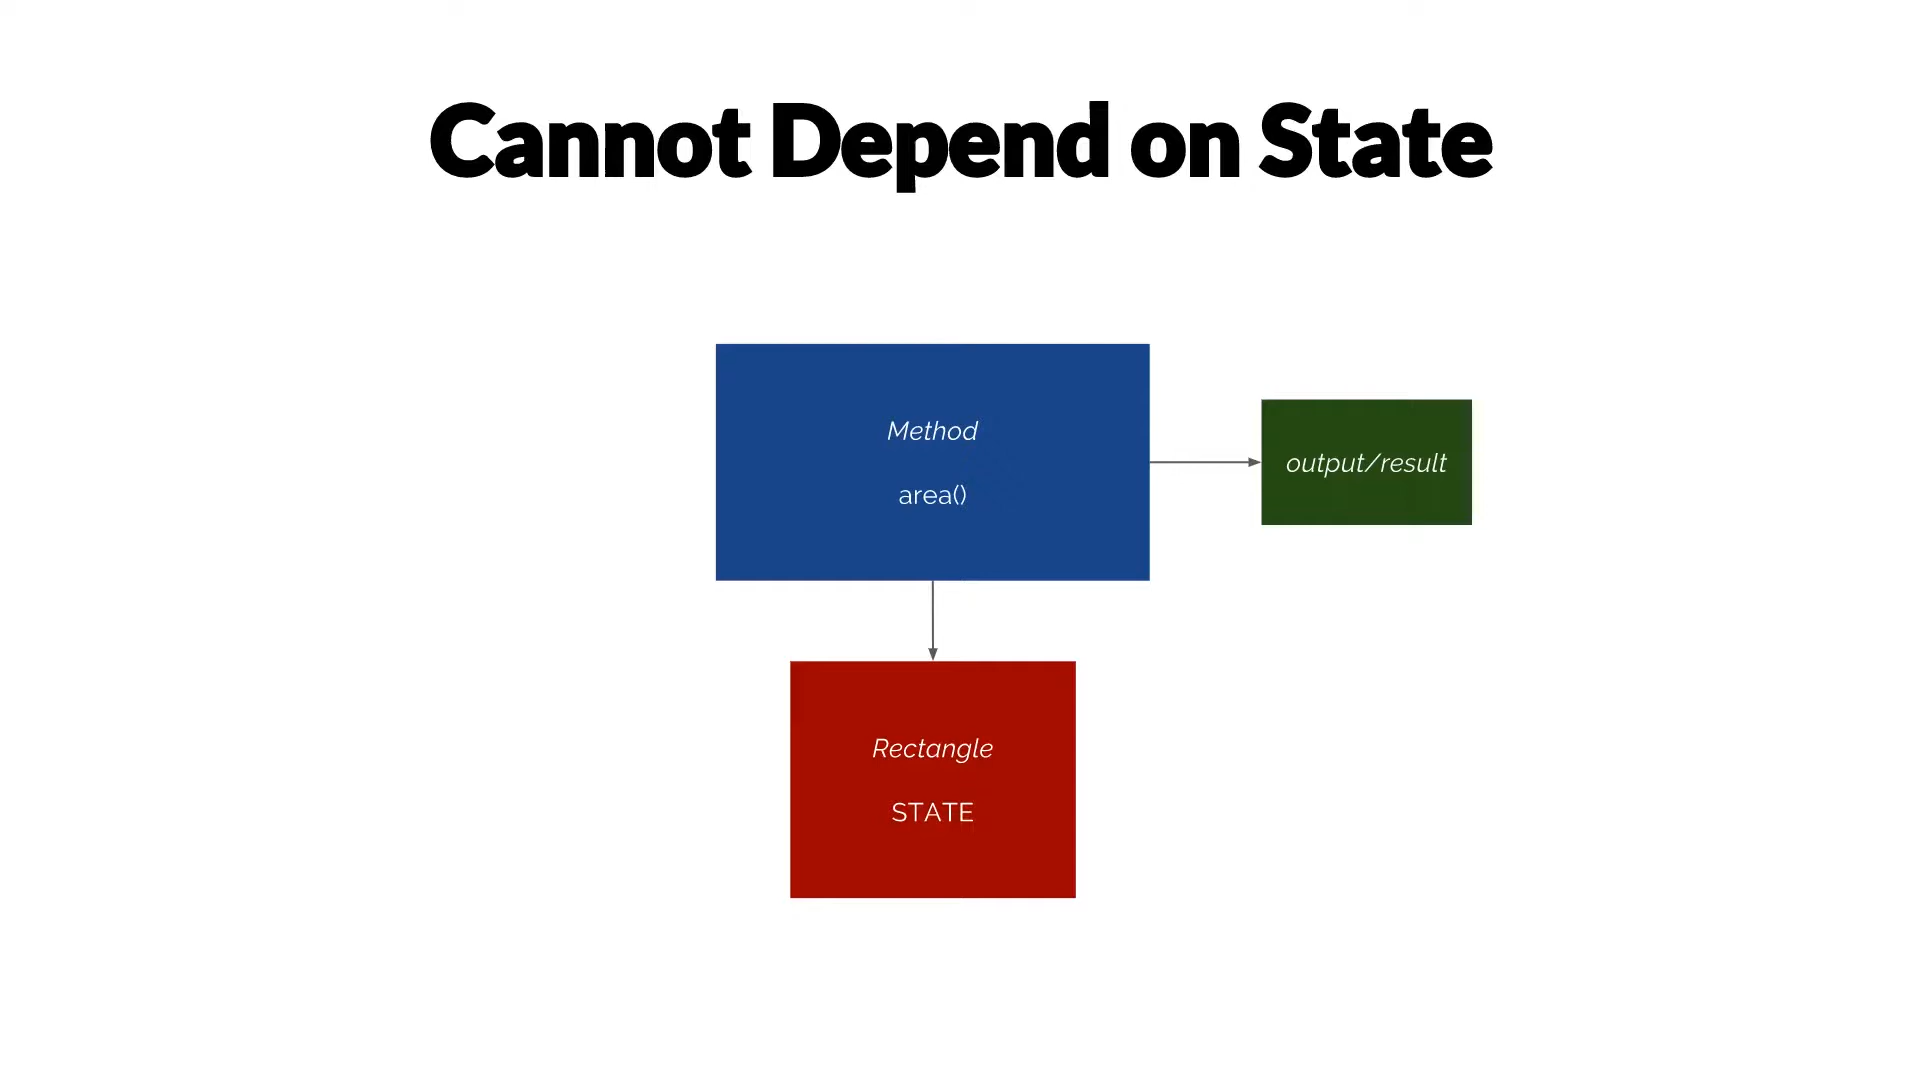 Cannot Depend on State
Method
area()
output/result
Rectangle
STATE